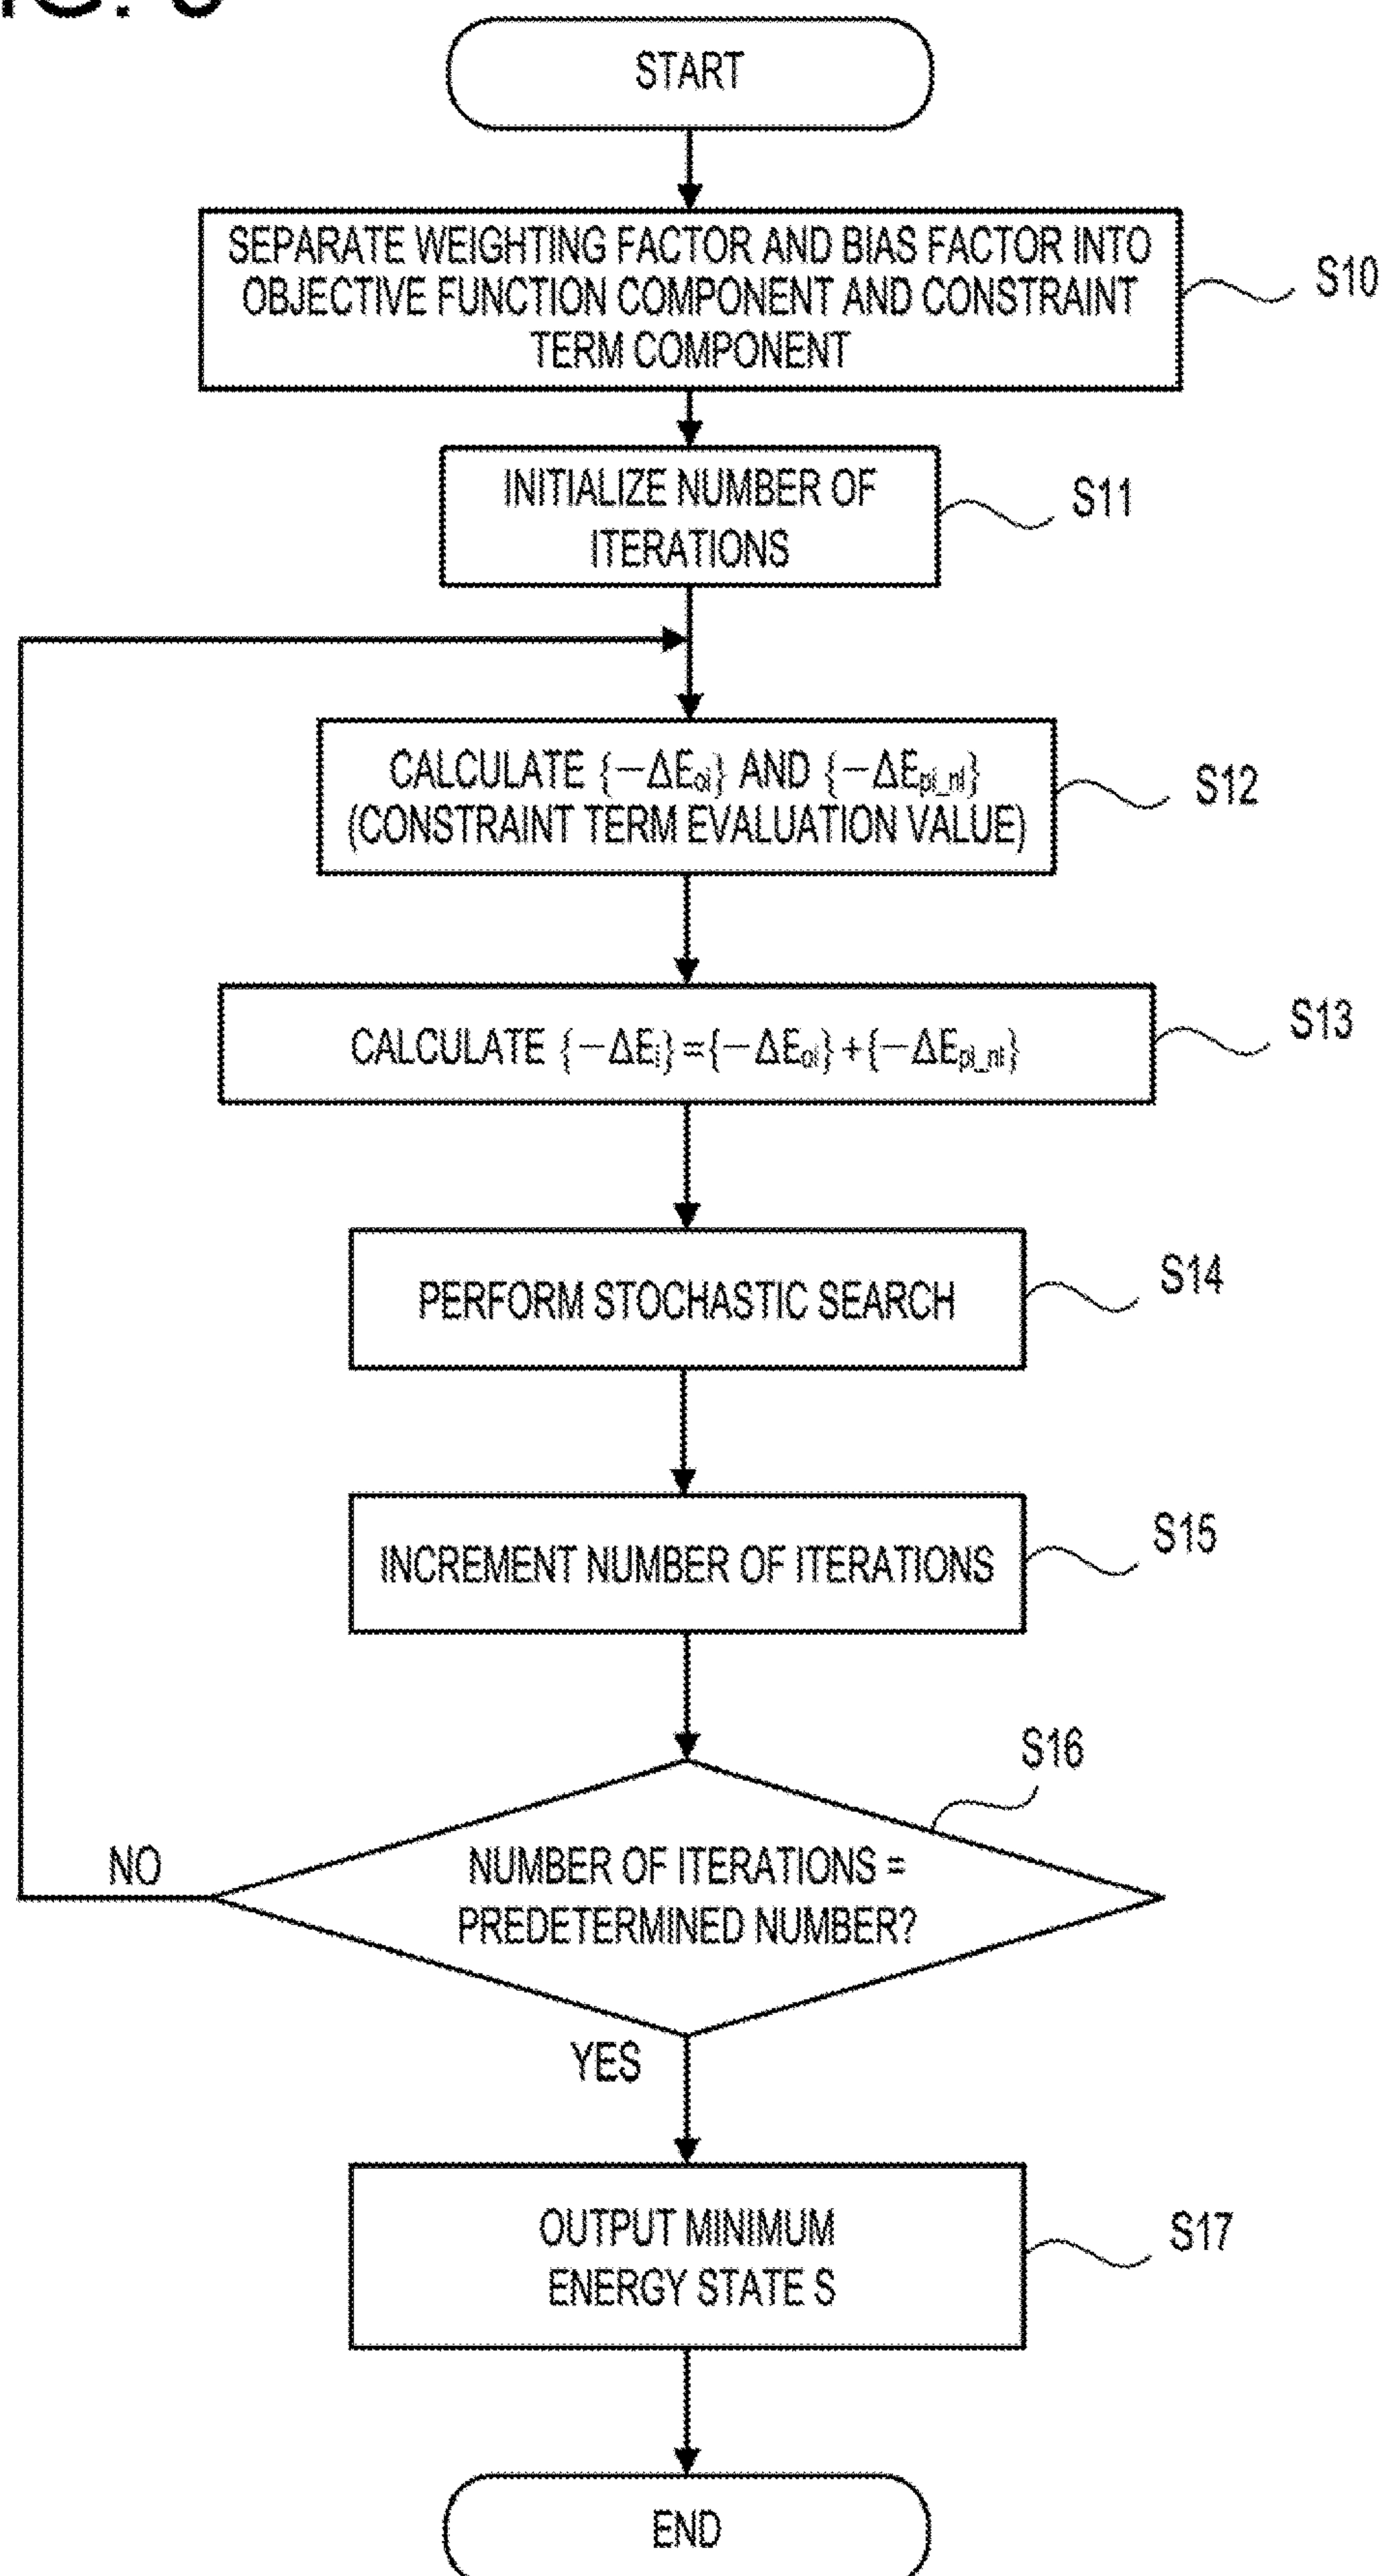 START
SEPARATE WEIGHTING FACTOR AND BIAS FACTOR INTO
OBJECTIVE FUNCTION COMPONENT AND CONSTRAINT
TERM COMPONENT
S10
INITIALIZE NUMBER OF
ITERATIONS
S11
CALCULATE {−ΔEoi} AND {−ΔEpi_ni}
(CONSTRAINT TERM EVALUATION VALUE)
S12
CALCULATE {−ΔEi}={−ΔEoi}+{−ΔEpi_ni}
S13
PERFORM STOCHASTIC SEARCH
S14
INCREMENT NUMBER OF ITERATIONS
S15
S16
NUMBER OF ITERATIONS =
PREDETERMINED NUMBER?
NO
YES
OUTPUT MINIMUM
ENERGY STATE S
S17
END